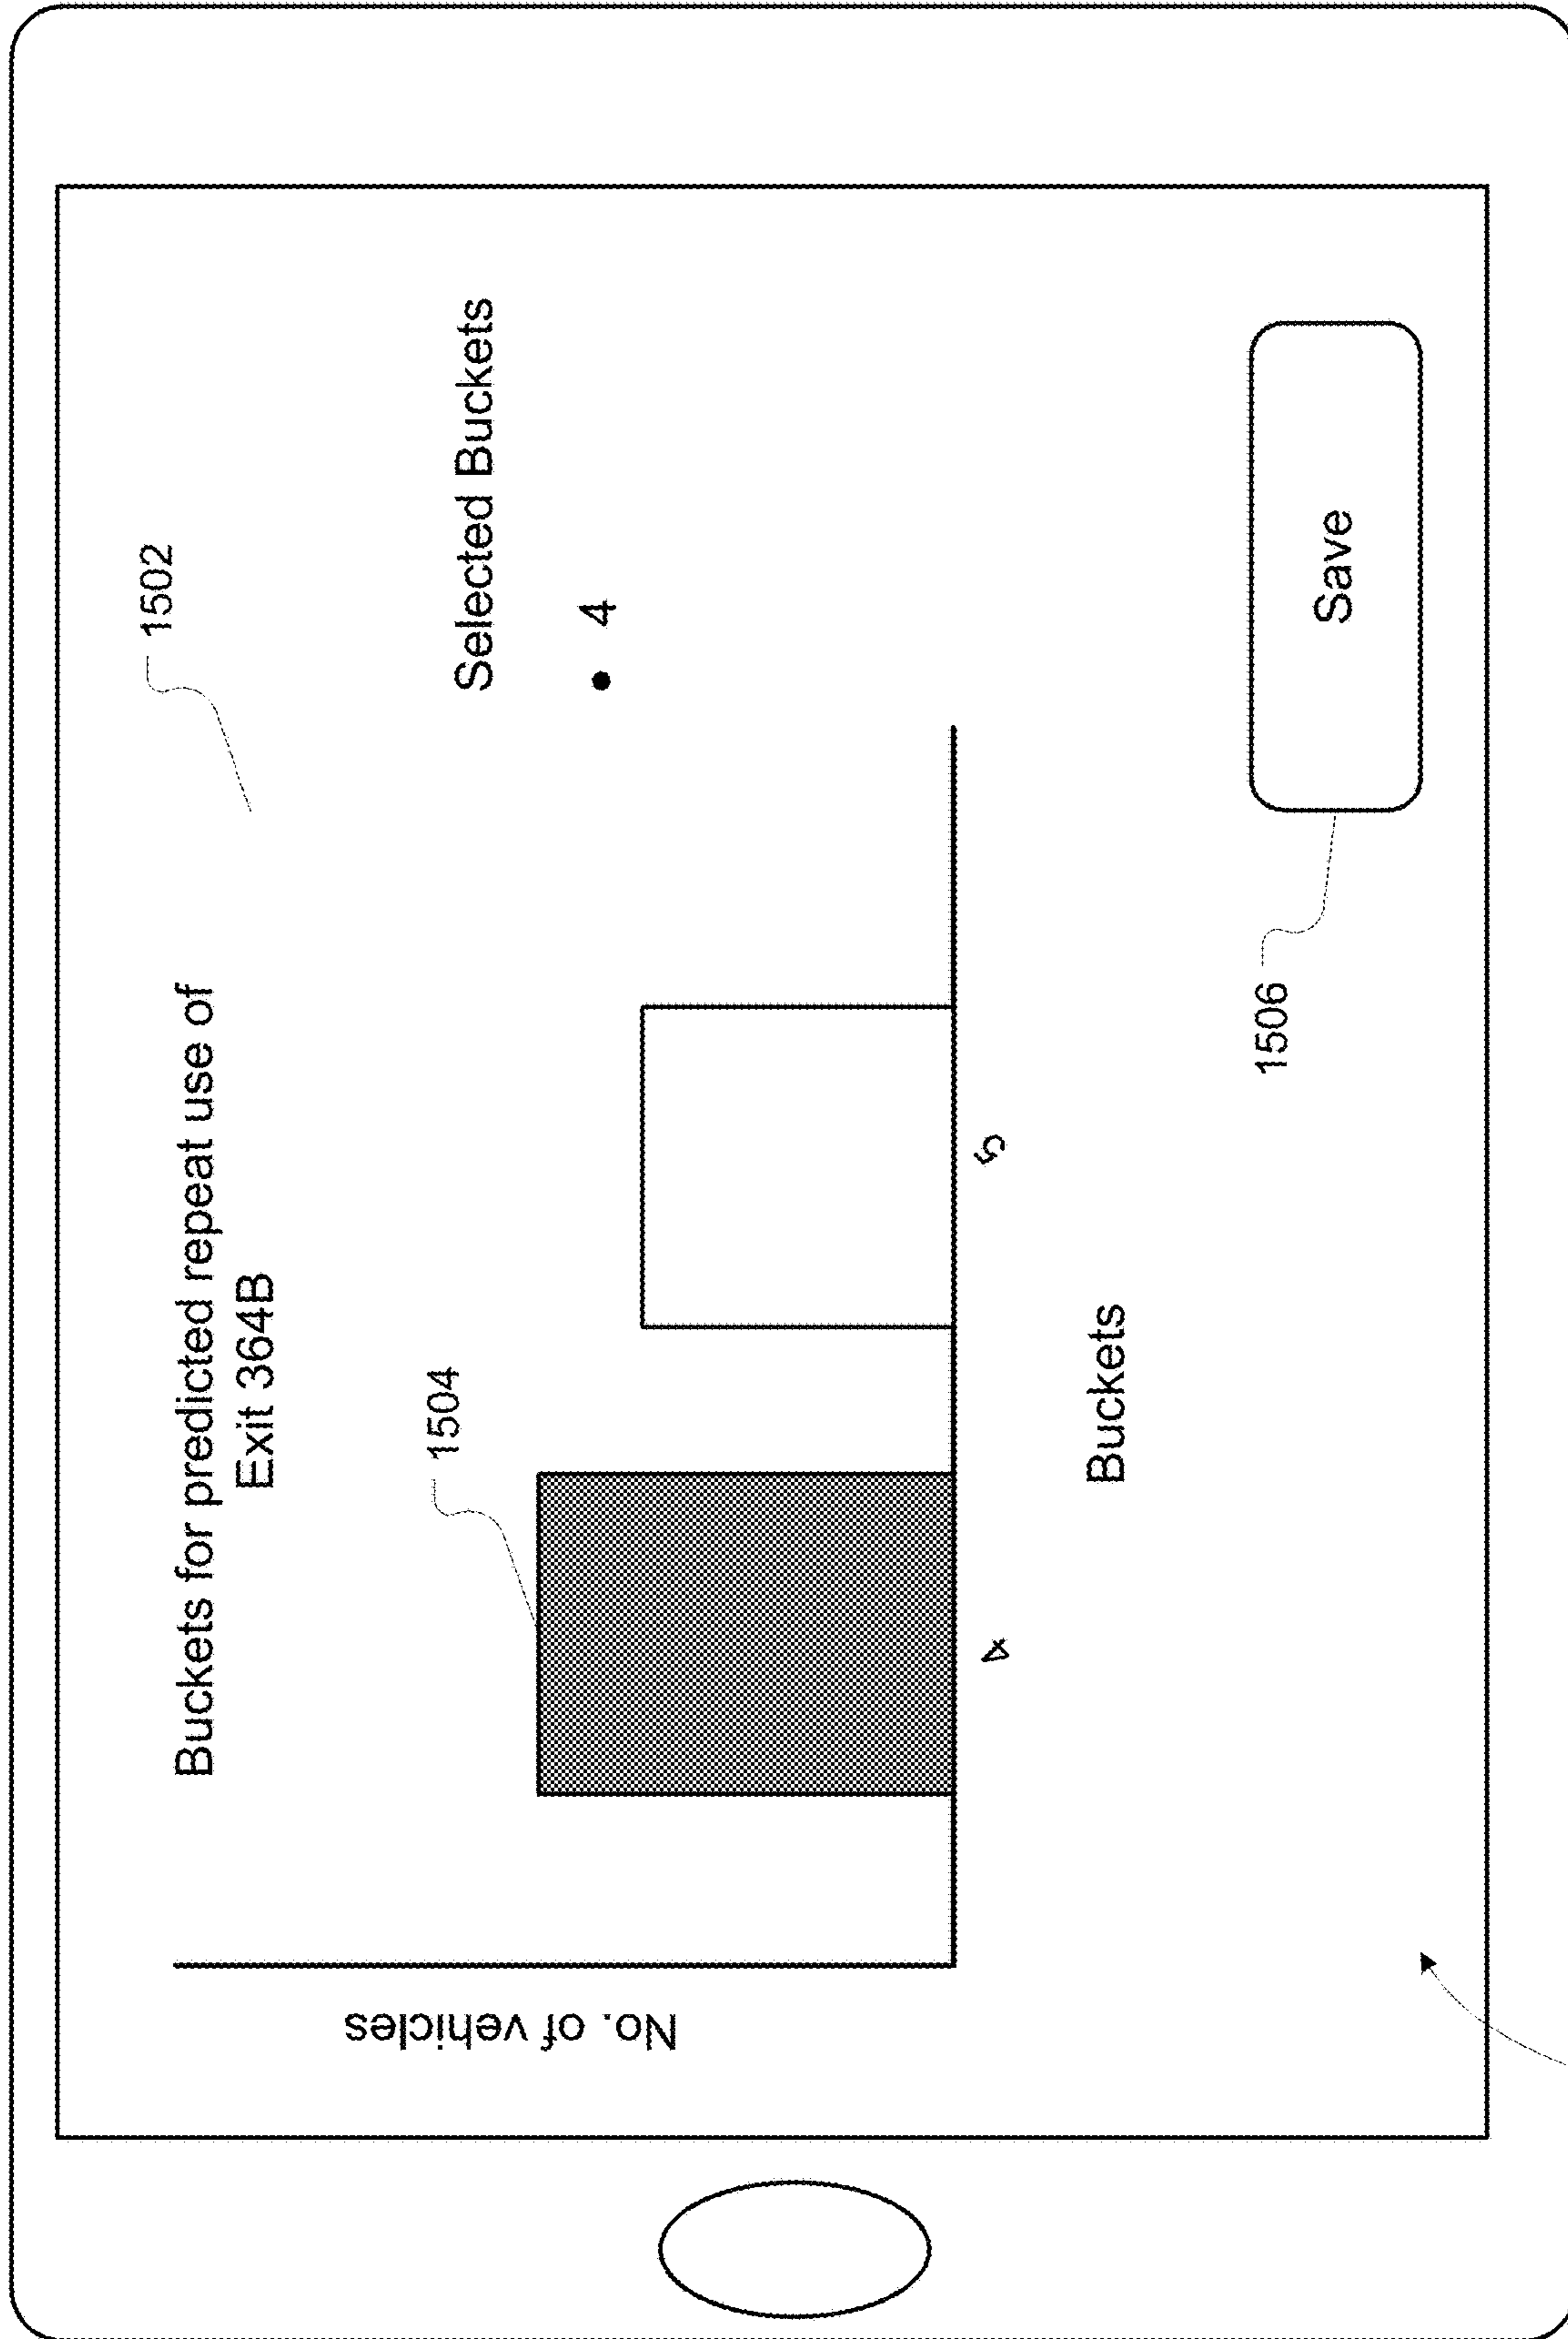 1502
Buckets for predicted repeat use of
Exit 364B
1504
Selected Buckets
• 4
No. of vehicles
4
5
Buckets
1506
Save